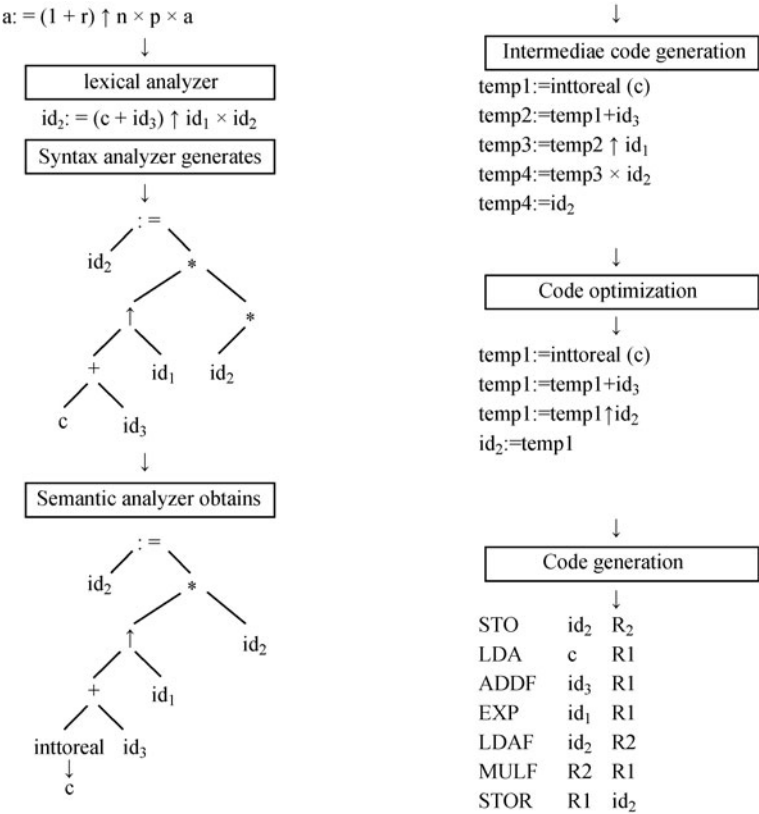 a: = (1 + r) ↑ n × p × a
↓
lexical analyzer
id₂: = (c + id₃) ↑ id₁ × id₂
Syntax analyzer generates
↓
: =
id₂ *
↑ *
+ id₁ id₂
c id₃
↓
Semantic analyzer obtains
: =
id₂ *
↑ id₂
+ id₁
inttoreal id₃
↓
c
↓
Intermediae code generation
temp1:=inttoreal (c)
temp2:=temp1+id₃
temp3:=temp2 ↑ id₁
temp4:=temp3 × id₂
temp4:=id₂
↓
Code optimization
↓
temp1:=inttoreal (c)
temp1:=temp1+id₃
temp1:=temp1↑id₂
id₂:=temp1
↓
Code generation
↓
STO id₂ R₂
LDA c R1
ADDF id₃ R1
EXP id₁ R1
LDAF id₂ R2
MULF R2 R1
STOR R1 id₂